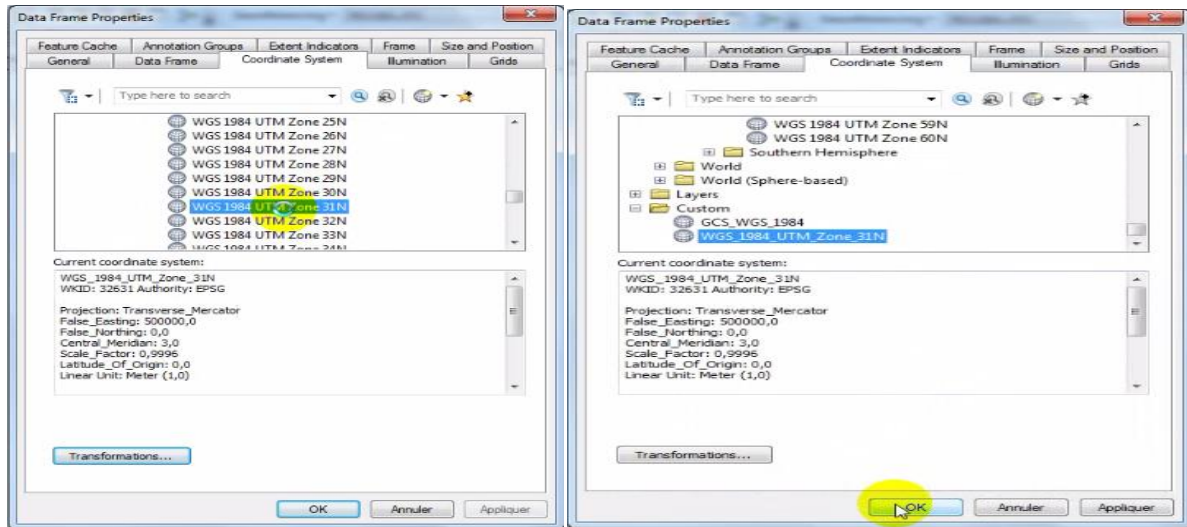 Data Frame Properties
Feature Cache Annotation Groups Extent Indicators Frame Size and Position
General Data Frame Coordinate System Illumination Grids
Type here to search
WGS 1984 UTM Zone 25N
WGS 1984 UTM Zone 26N
WGS 1984 UTM Zone 27N
WGS 1984 UTM Zone 28N
WGS 1984 UTM Zone 29N
WGS 1984 UTM Zone 30N
WGS 1984 UTM Zone 31N
WGS 1984 UTM Zone 32N
WGS 1984 UTM Zone 33N
WGS 1984 UTM Zone 34N
Current coordinate system:
WGS_1984_UTM_Zone_31N
WKID: 32631 Authority: EPSG
Projection: Transverse_Mercator
False_Easting: 500000,0
False_Northing: 0,0
Central_Meridian: 3,0
Scale_Factor: 0,9996
Latitude_Of_Origin: 0,0
Linear Unit: Meter (1,0)
Transformations...
OK Annuler Appliquer
Data Frame Properties
Feature Cache Annotation Groups Extent Indicators Frame Size and Position
General Data Frame Coordinate System Illumination Grids
Type here to search
WGS 1984 UTM Zone 59N
WGS 1984 UTM Zone 60N
Southern Hemisphere
World
World (Sphere-based)
Layers
Custom
GCS_WGS_1984
WGS_1984_UTM_Zone_31N
Current coordinate system:
WGS_1984_UTM_Zone_31N
WKID: 32631 Authority: EPSG
Projection: Transverse_Mercator
False_Easting: 500000,0
False_Northing: 0,0
Central_Meridian: 3,0
Scale_Factor: 0,9996
Latitude_Of_Origin: 0,0
Linear Unit: Meter (1,0)
Transformations...
OK Annuler Appliquer